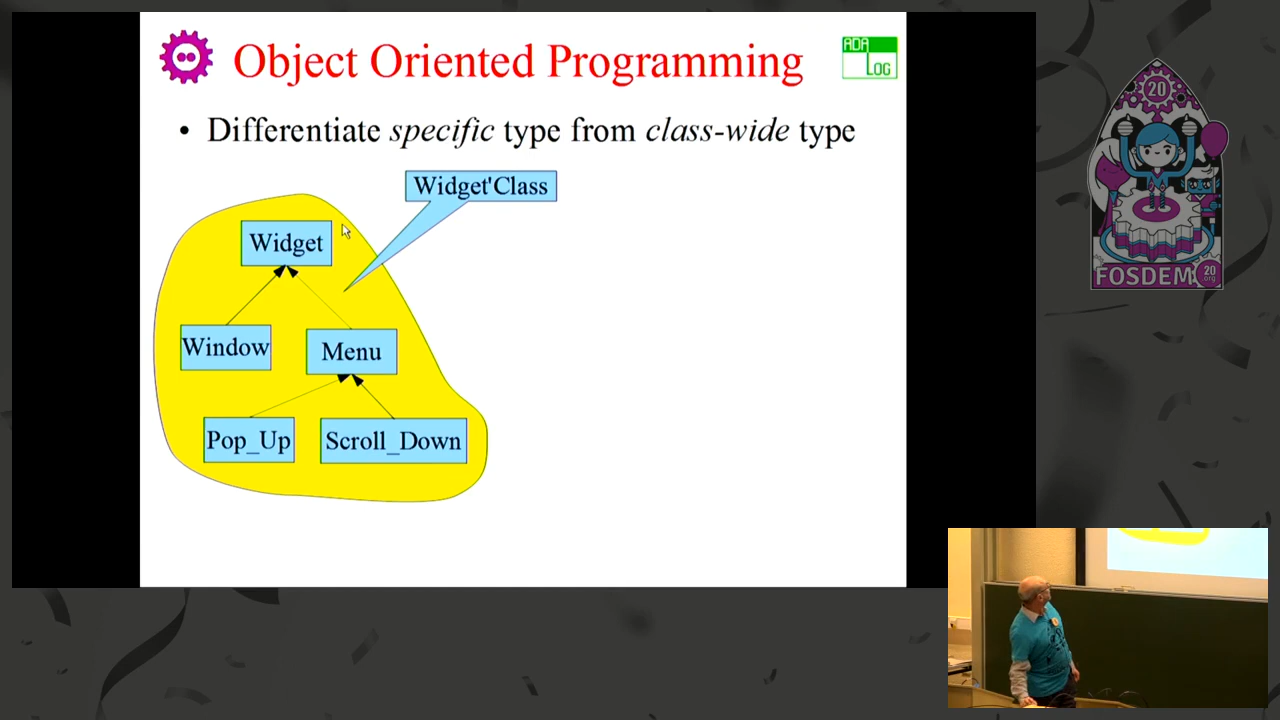 Object Oriented Programming
ADA
LOG
• Differentiate specific type from class-wide type
Widget'Class
Widget
Window
Menu
Pop_Up
Scroll_Down
20
FOSDEM
20
.org